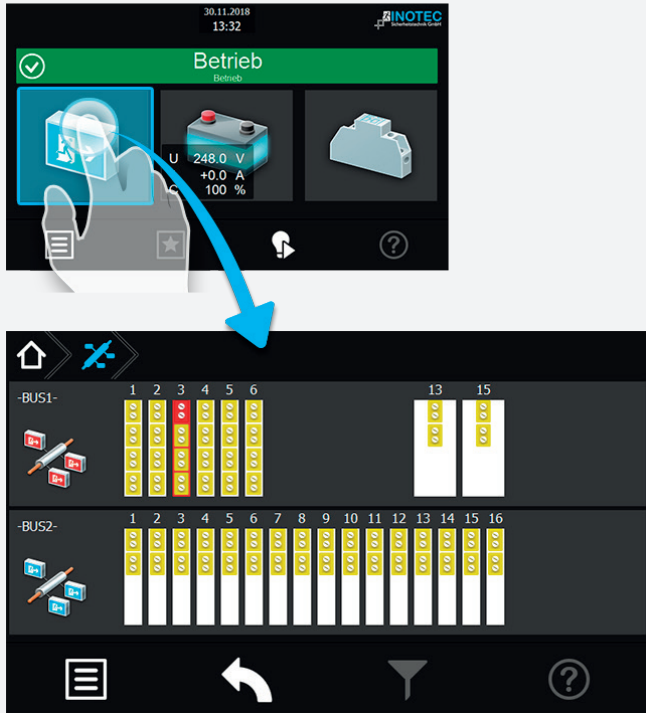 30.11.2018
13:32
INOTEC
Sicherheitstechnik GmbH
Betrieb
Betrieb
U 248.0 V
+0.0 A
C 100 %
-BUS1-
1 2 3 4 5 6 13 15
-BUS2-
1 2 3 4 5 6 7 8 9 10 11 12 13 14 15 16